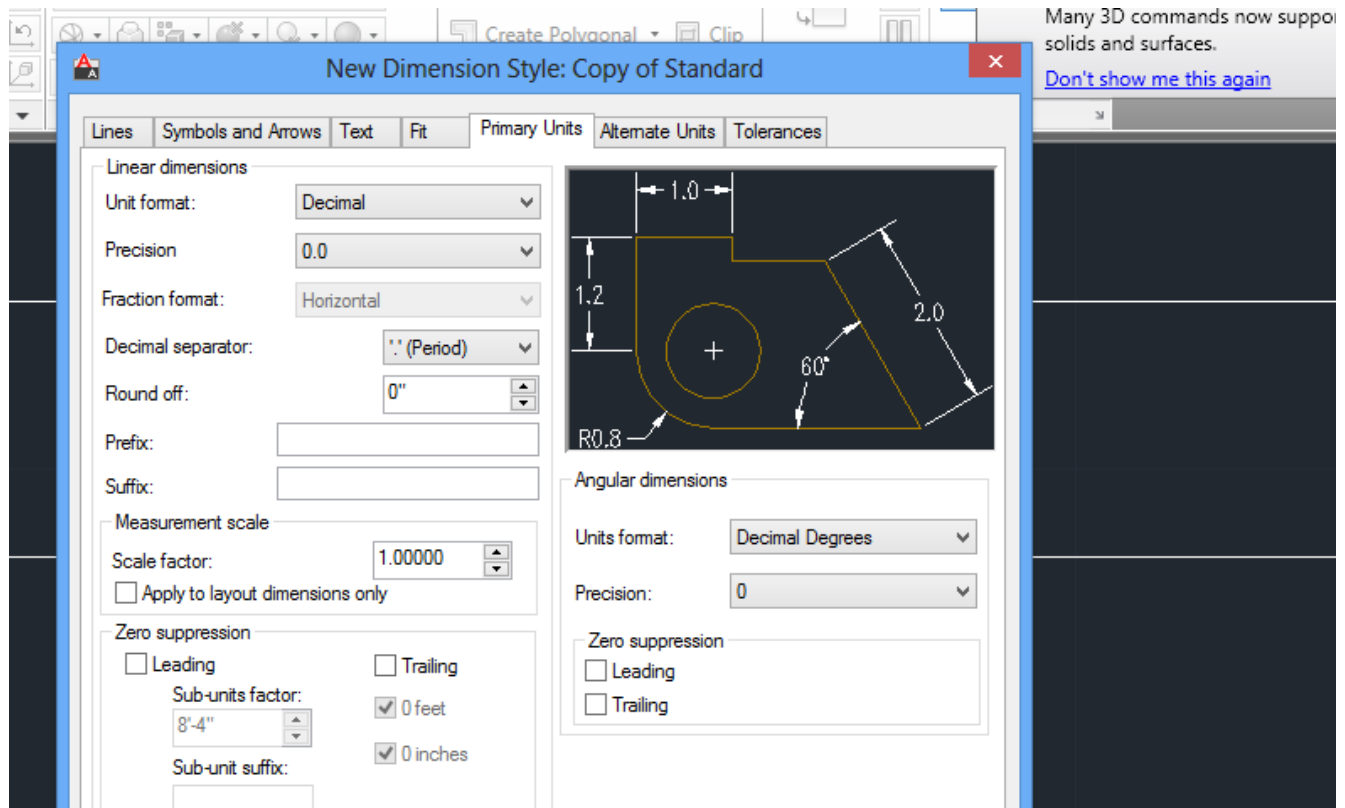 Many 3D commands now suppor
Create Polygonal Clip
solids and surfaces.
Don't show me this again
New Dimension Style: Copy of Standard
Lines Symbols and Arrows Text Fit Primary Units Alternate Units Tolerances
Linear dimensions
Unit format: Decimal
Precision 0.0
Fraction format: Horizontal
Decimal separator: '.' (Period)
Round off: 0"
Prefix:
Suffix:
Measurement scale
Scale factor: 1.00000
Apply to layout dimensions only
Zero suppression
Leading Trailing
Sub-units factor: 0 feet
8'-4"
0 inches
Sub-unit suffix:
1.0
1.2
2.0
60°
R0.8
Angular dimensions
Units format: Decimal Degrees
Precision: 0
Zero suppression
Leading
Trailing